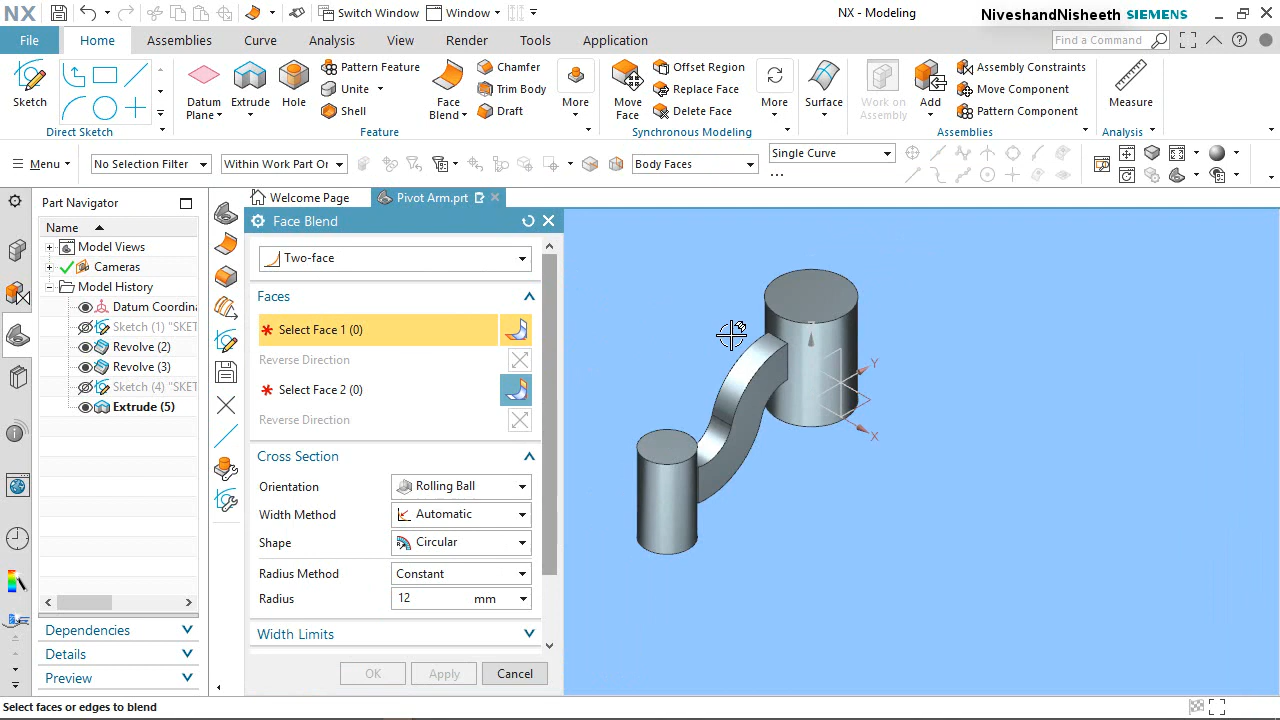 NX
Switch Window
Window
NX - Modeling
NiveshandNisheeth SIEMENS
File
Home
Assemblies
Curve
Analysis
View
Render
Tools
Application
Find a Command
Sketch
Direct Sketch
Datum Plane
Extrude
Hole
Pattern Feature
Unite
Shell
Face Blend
Chamfer
Trim Body
Draft
More
Feature
Move Face
Offset Region
Replace Face
Delete Face
More
Synchronous Modeling
Surface
Work on Assembly
Add
Assembly Constraints
Move Component
Pattern Component
Assemblies
Measure
Analysis
Menu
No Selection Filter
Within Work Part On
Body Faces
Single Curve
Part Navigator
Name
Model Views
Cameras
Model History
Datum Coordina
Sketch (1) "SKET
Revolve (2)
Revolve (3)
Sketch (4) "SKET
Extrude (5)
Dependencies
Details
Preview
Welcome Page
Pivot Arm.prt
Face Blend
Two-face
Faces
* Select Face 1 (0)
Reverse Direction
* Select Face 2 (0)
Reverse Direction
Cross Section
Orientation
Rolling Ball
Width Method
Automatic
Shape
Circular
Radius Method
Constant
Radius
12
mm
Width Limits
OK
Apply
Cancel
Y
X
Select faces or edges to blend